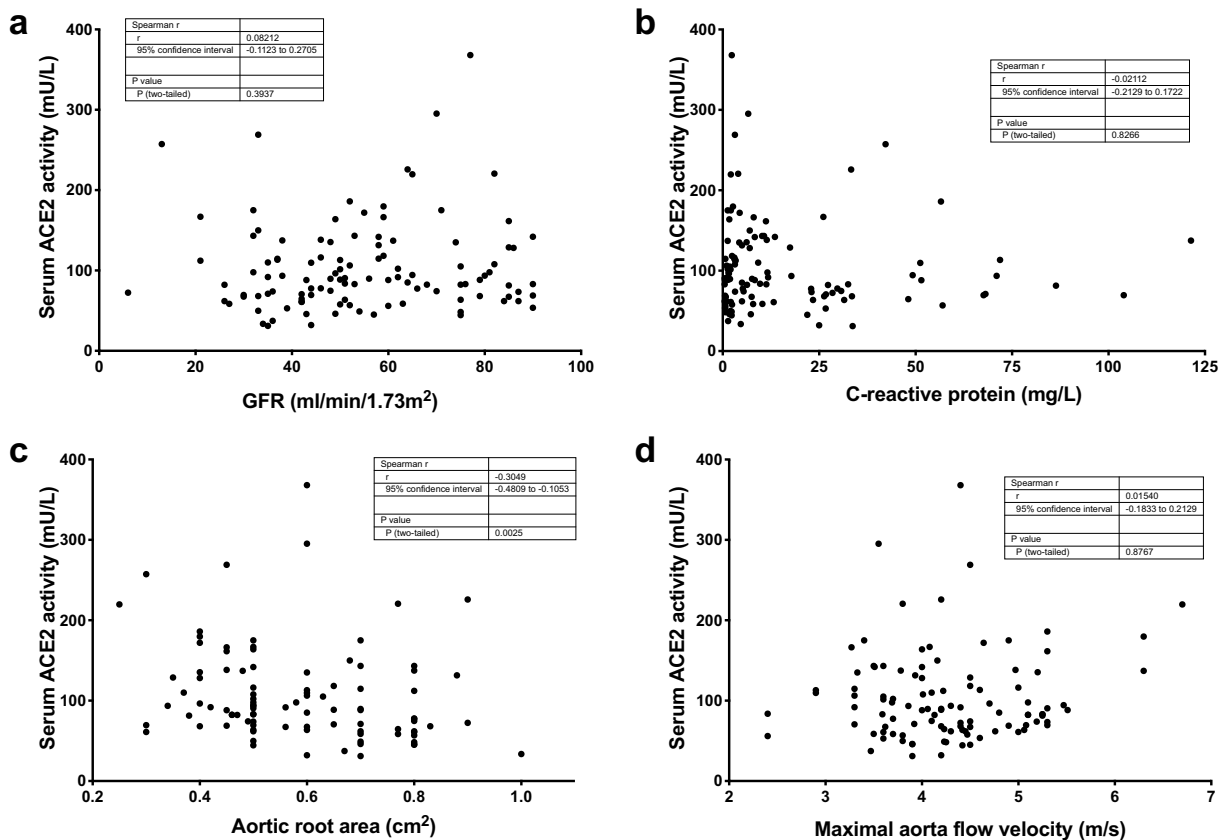 a
Spearman r
r 0.08212
95% confidence interval -0.1123 to 0.2705
P value
P (two-tailed) 0.3937
Serum ACE2 activity (mU/L)
400
300
200
100
0
0 20 40 60 80 100
GFR (ml/min/1.73m²)
b
Spearman r
r -0.02112
95% confidence interval -0.2129 to 0.1722
P value
P (two-tailed) 0.8266
Serum ACE2 activity (mU/L)
400
300
200
100
0
0 25 50 75 100 125
C-reactive protein (mg/L)
c
Spearman r
r -0.3049
95% confidence interval -0.4809 to -0.1053
P value
P (two-tailed) 0.0025
Serum ACE2 activity (mU/L)
400
300
200
100
0
0.2 0.4 0.6 0.8 1.0
Aortic root area (cm²)
d
Spearman r
r 0.01540
95% confidence interval -0.1833 to 0.2129
P value
P (two-tailed) 0.8767
Serum ACE2 activity (mU/L)
400
300
200
100
0
2 3 4 5 6 7
Maximal aorta flow velocity (m/s)